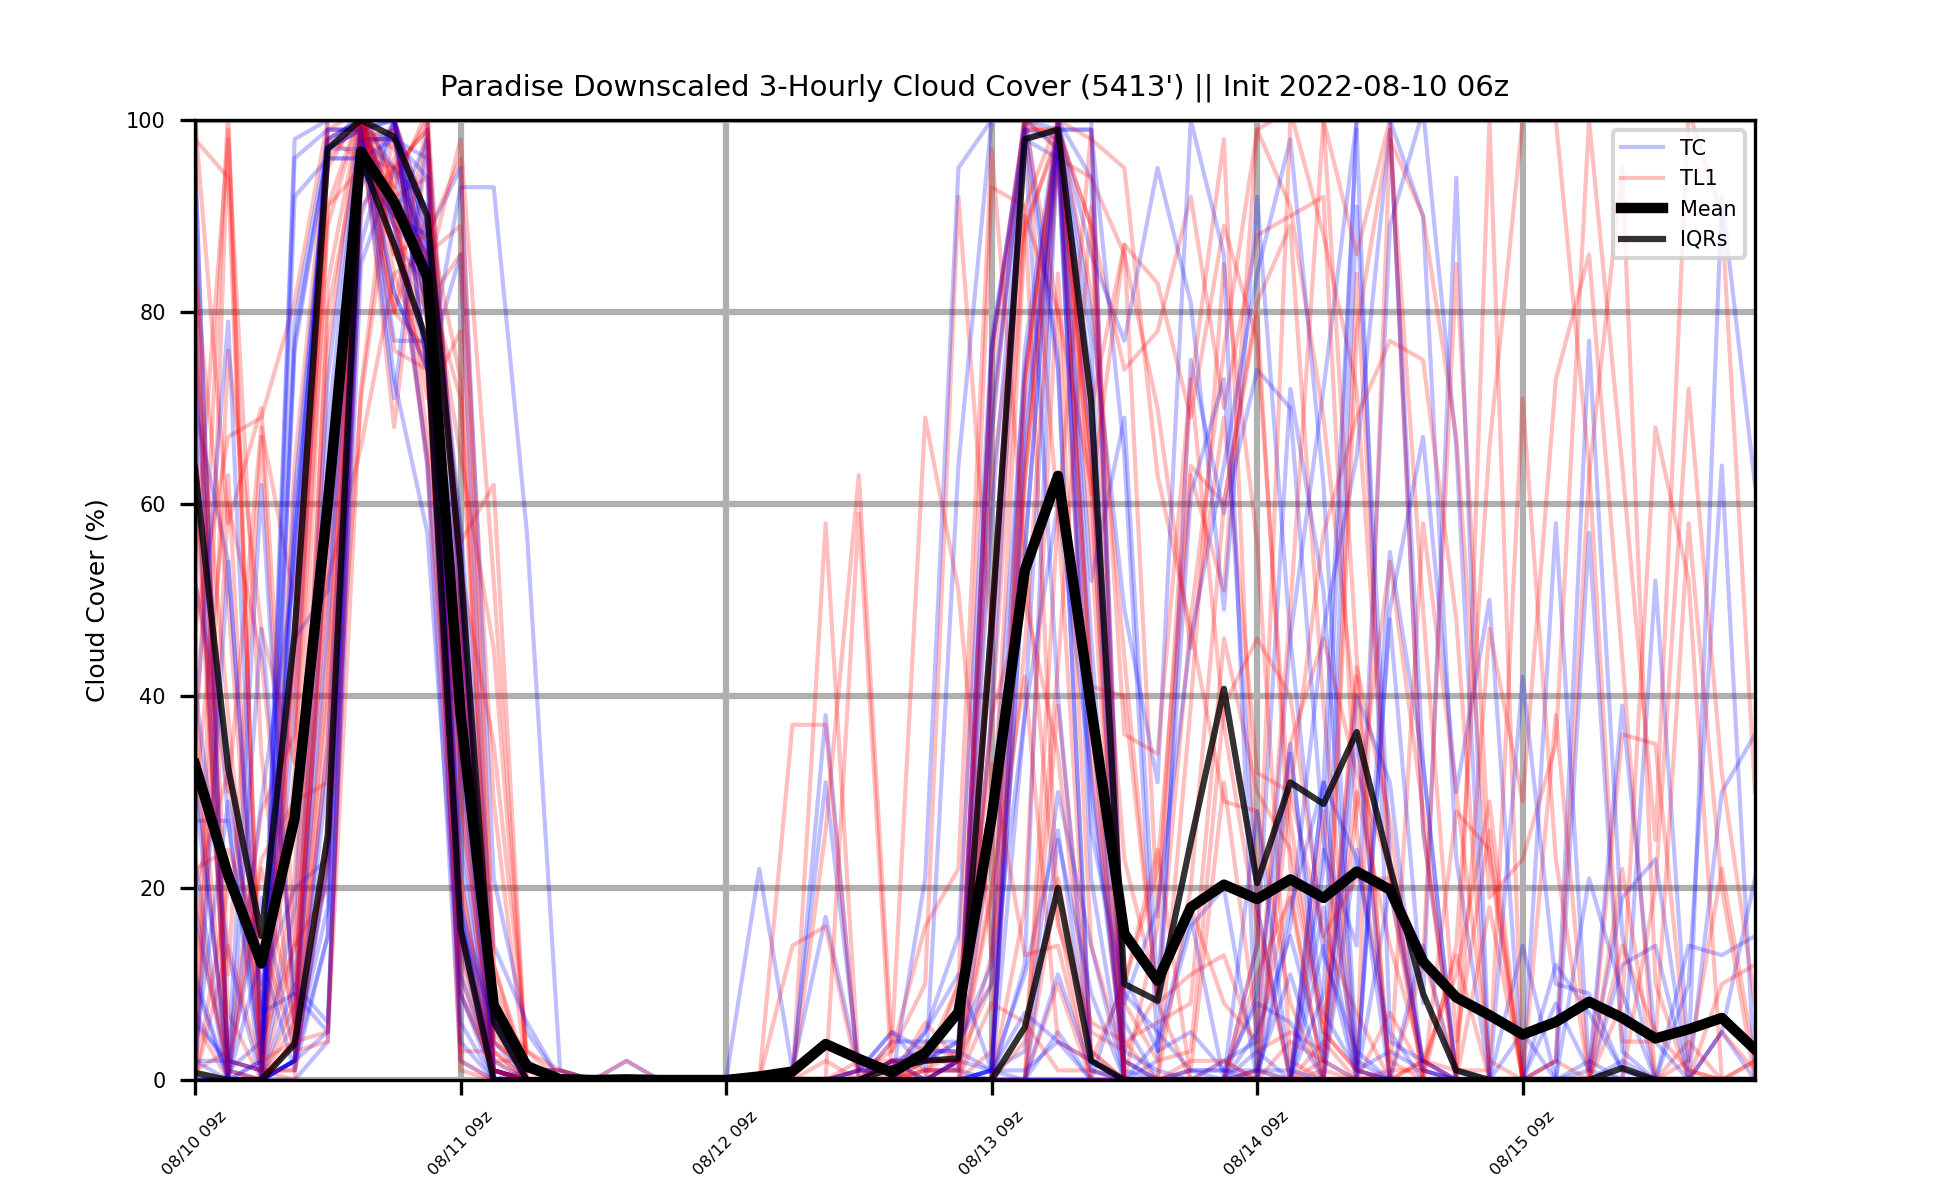 Paradise Downscaled 3-Hourly Cloud Cover (5413') || Init 2022-08-10 06z
Cloud Cover (%)
100
80
60
40
20
0
TC
TL1
Mean
IQRs
08/10 09z
08/11 09z
08/12 09z
08/13 09z
08/14 09z
08/15 09z